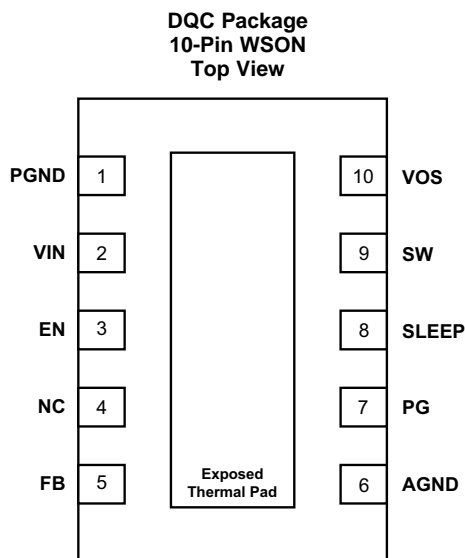 DQC Package
10-Pin WSON
Top View
PGND 1 10 VOS
VIN 2 9 SW
EN 3 8 SLEEP
NC 4 7 PG
FB 5 6 AGND
Exposed
Thermal Pad